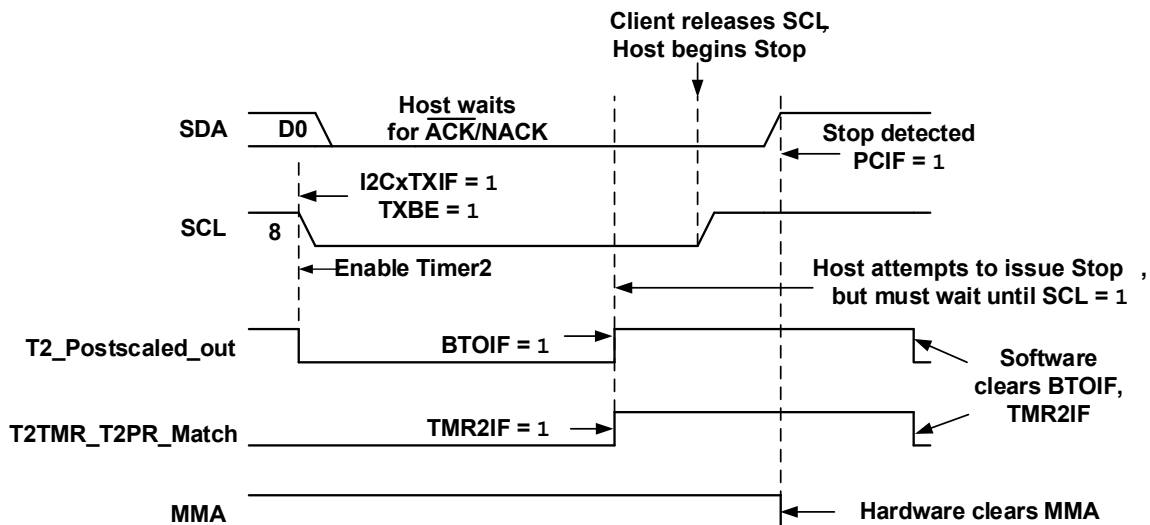 Client releases SCL,
Host begins Stop
SDA
D0
Host waits
for ACK/NACK
Stop detected
PCIF = 1
I2CxTXIF = 1
TXBE = 1
SCL
8
Enable Timer2
Host attempts to issue Stop ,
but must wait until SCL = 1
T2_Postscaled_out
BTOIF = 1
Software
clears BTOIF,
TMR2IF
T2TMR_T2PR_Match
TMR2IF = 1
MMA
Hardware clears MMA